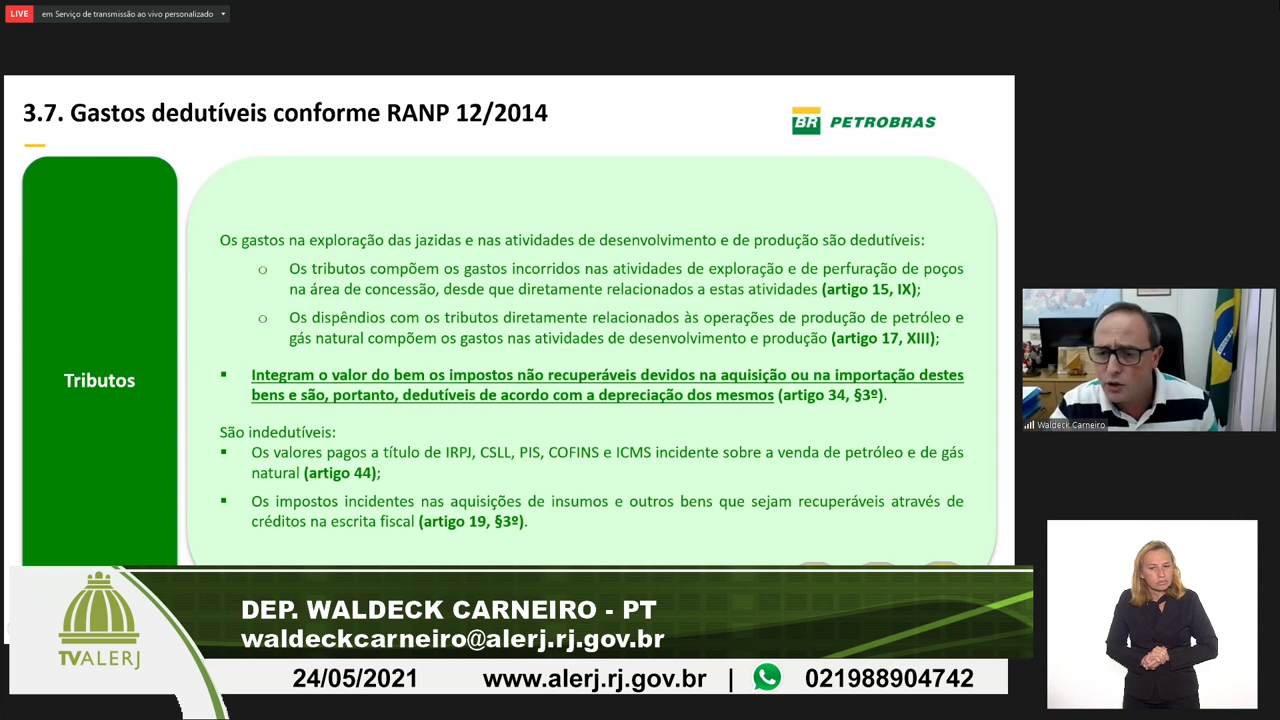 LIVE em Serviço de transmissão ao vivo personalizado
3.7. Gastos dedutíveis conforme RANP 12/2014
BR PETROBRAS
Tributos
Os gastos na exploração das jazidas e nas atividades de desenvolvimento e de produção são dedutíveis:
Os tributos compõem os gastos incorridos nas atividades de exploração e de perfuração de poços
na área de concessão, desde que diretamente relacionados a estas atividades (artigo 15, IX);
Os dispêndios com os tributos diretamente relacionados às operações de produção de petróleo e
gás natural compõem os gastos nas atividades de desenvolvimento e produção (artigo 17, XIII);
Integram o valor do bem os impostos não recuperáveis devidos na aquisição ou na importação destes
bens e são, portanto, dedutíveis de acordo com a depreciação dos mesmos (artigo 34, §3º).
São indedutíveis:
Os valores pagos a título de IRPJ, CSLL, PIS, COFINS e ICMS incidente sobre a venda de petróleo e de gás
natural (artigo 44);
Os impostos incidentes nas aquisições de insumos e outros bens que sejam recuperáveis através de
créditos na escrita fiscal (artigo 19, §3º).
Waldeck Carneiro
DEP. WALDECK CARNEIRO - PT
waldeckcarneiro@alerj.rj.gov.br
TVALERJ
24/05/2021 www.alerj.rj.gov.br | 021988904742